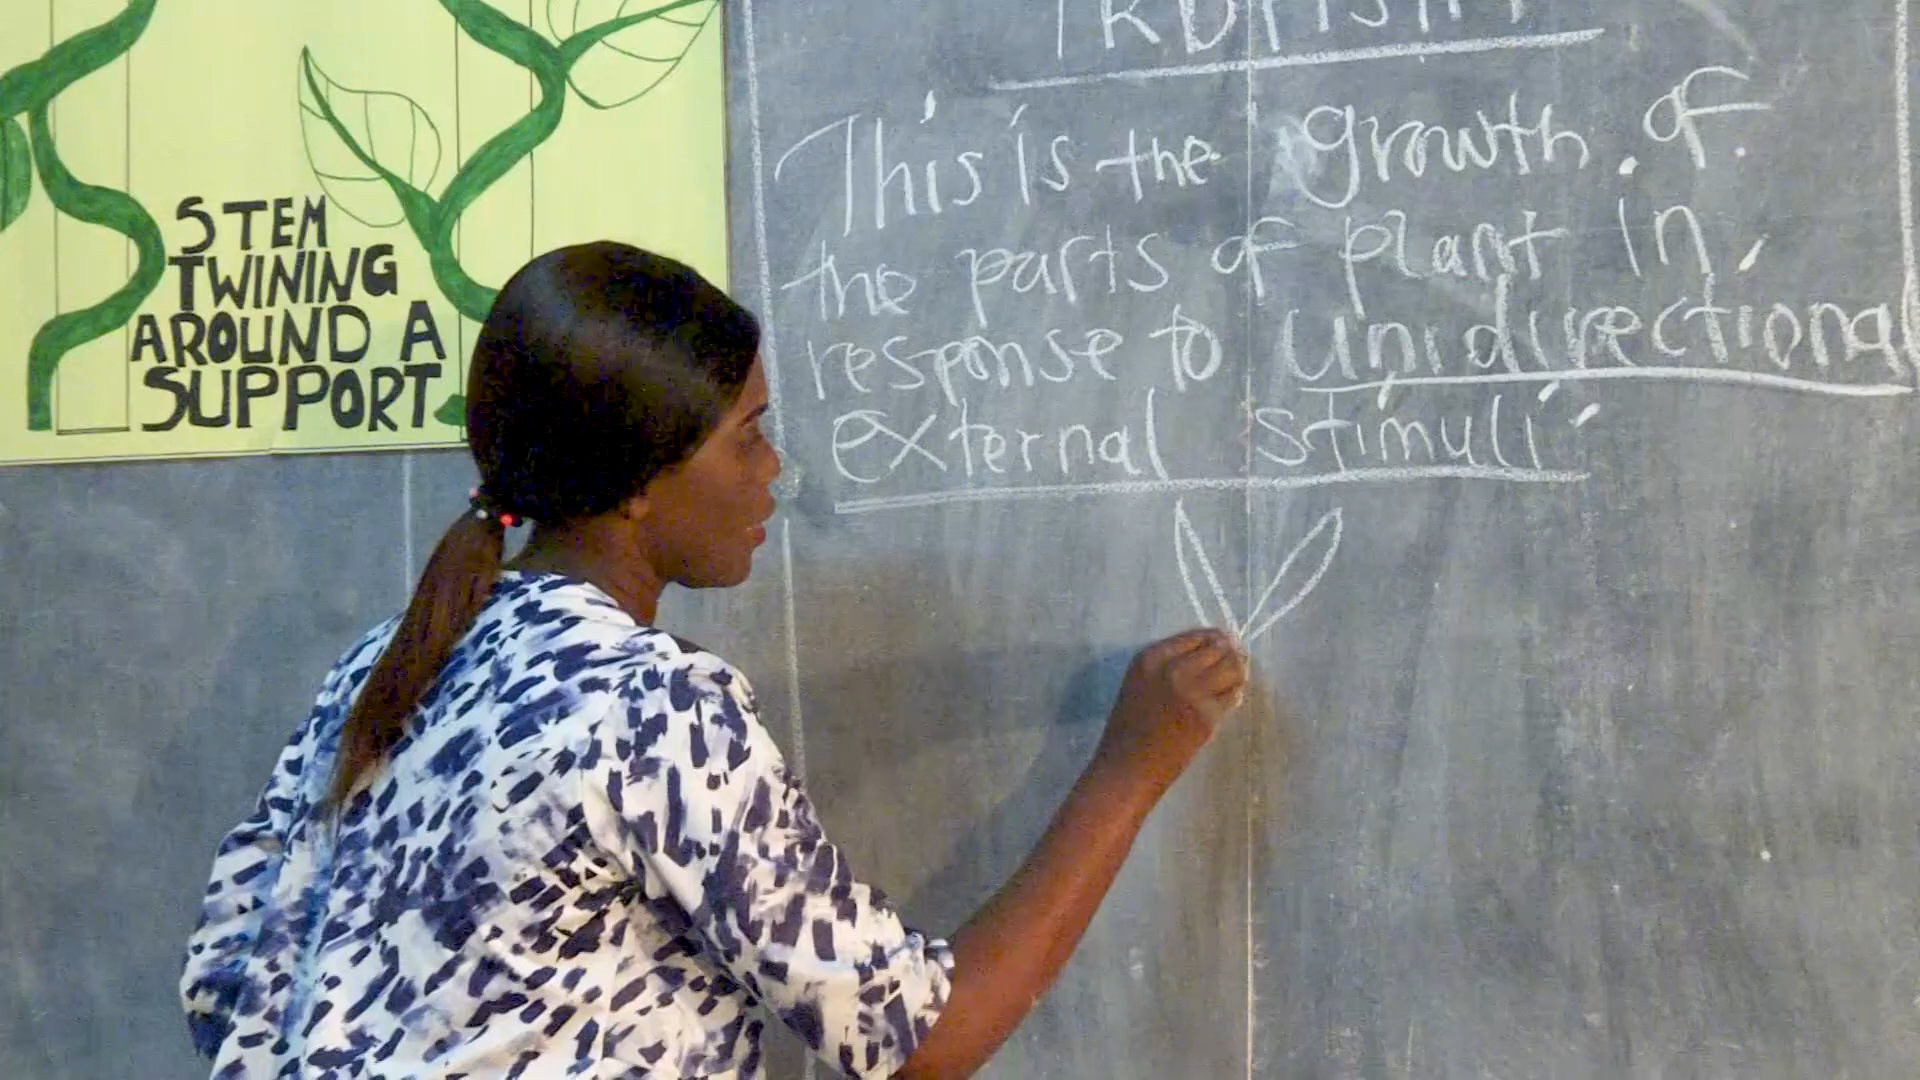 STEM
TWINING
AROUND A
SUPPORT
This is the growth of
the parts of plant in
response to unidirectional
external stimuli